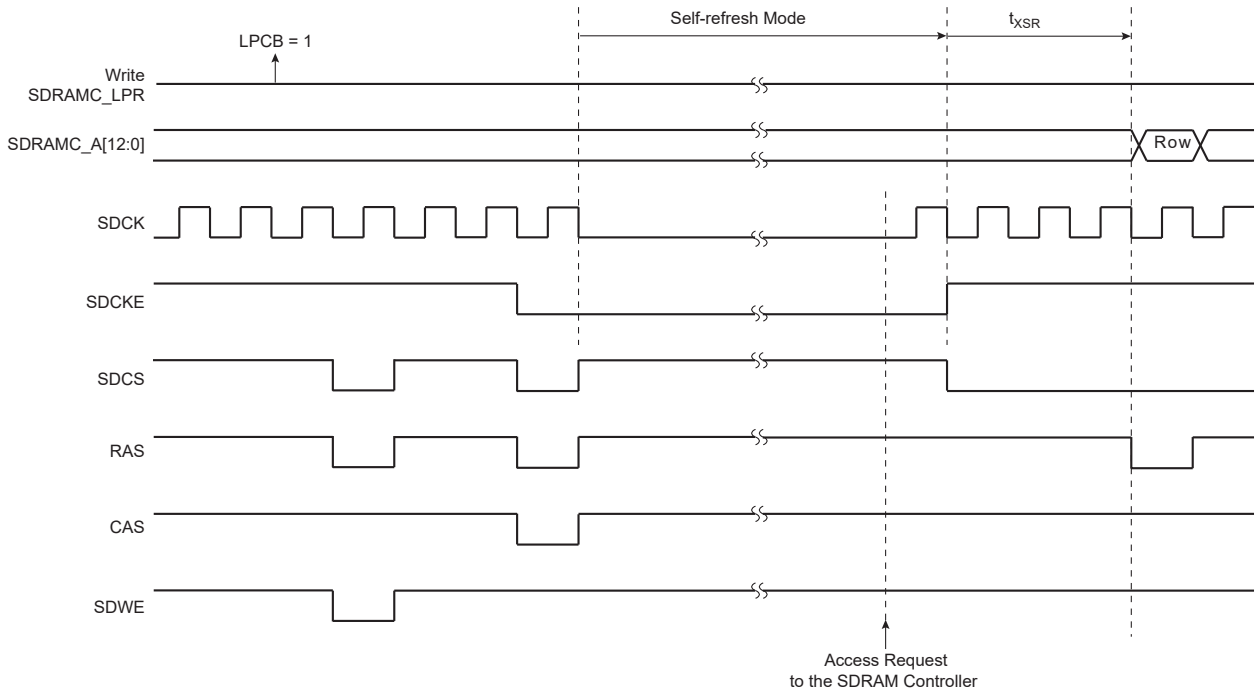 Self-refresh Mode
tXSR
LPCB = 1
Write
SDRAMC_LPR
SDRAMC_A[12:0]
Row
SDCK
SDCKE
SDCS
RAS
CAS
SDWE
Access Request
to the SDRAM Controller